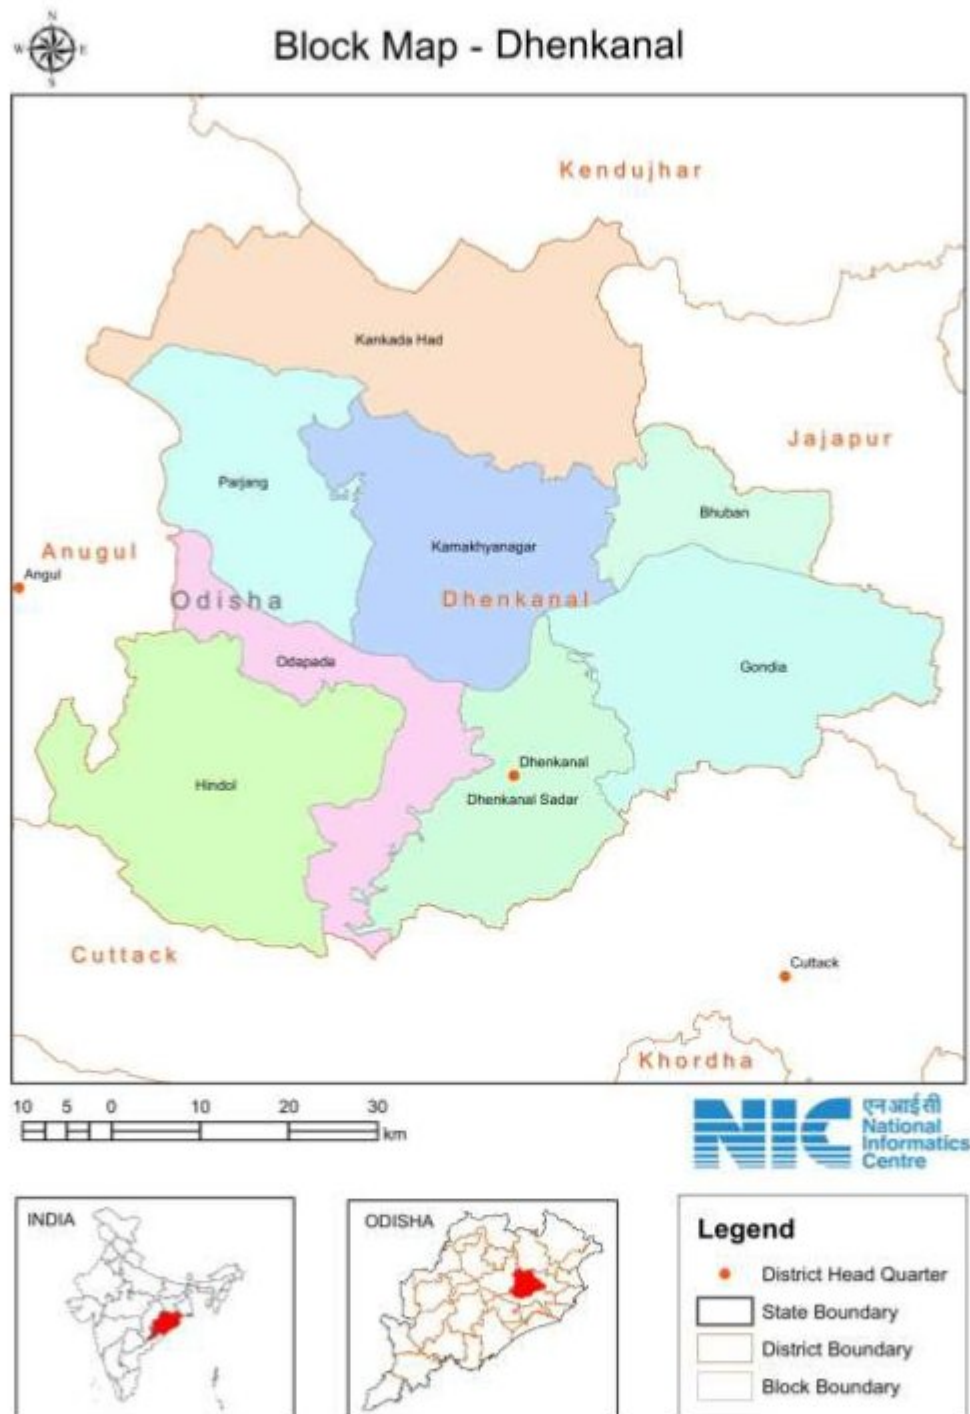 N
W E
S
Block Map - Dhenkanal
Kendujhar
Kankada Had
Jajapur
Parjang
Bhuban
Kamakhyanagar
Anugul
Angul
Odisha
Dhenkanal
Odapada
Gondia
Dhenkanal
Hindol
Dhenkanal Sadar
Cuttack
Cuttack
Khordha
10 5 0 10 20 30
km
NIC
एन आई सी
National
Informatics
Centre
INDIA
ODISHA
Legend
District Head Quarter
State Boundary
District Boundary
Block Boundary